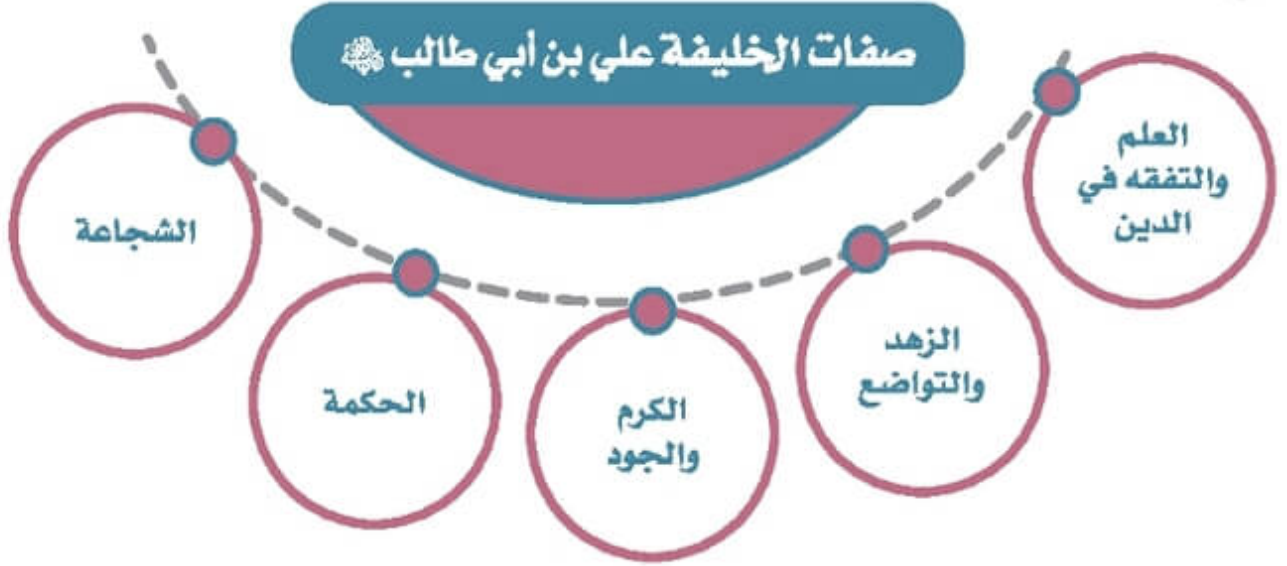 صفات الخليفة علي بن أبي طالب ﵁
العلم
والتفقه في
الدين
الزهد
والتواضع
الكرم
والجود
الحكمة
الشجاعة